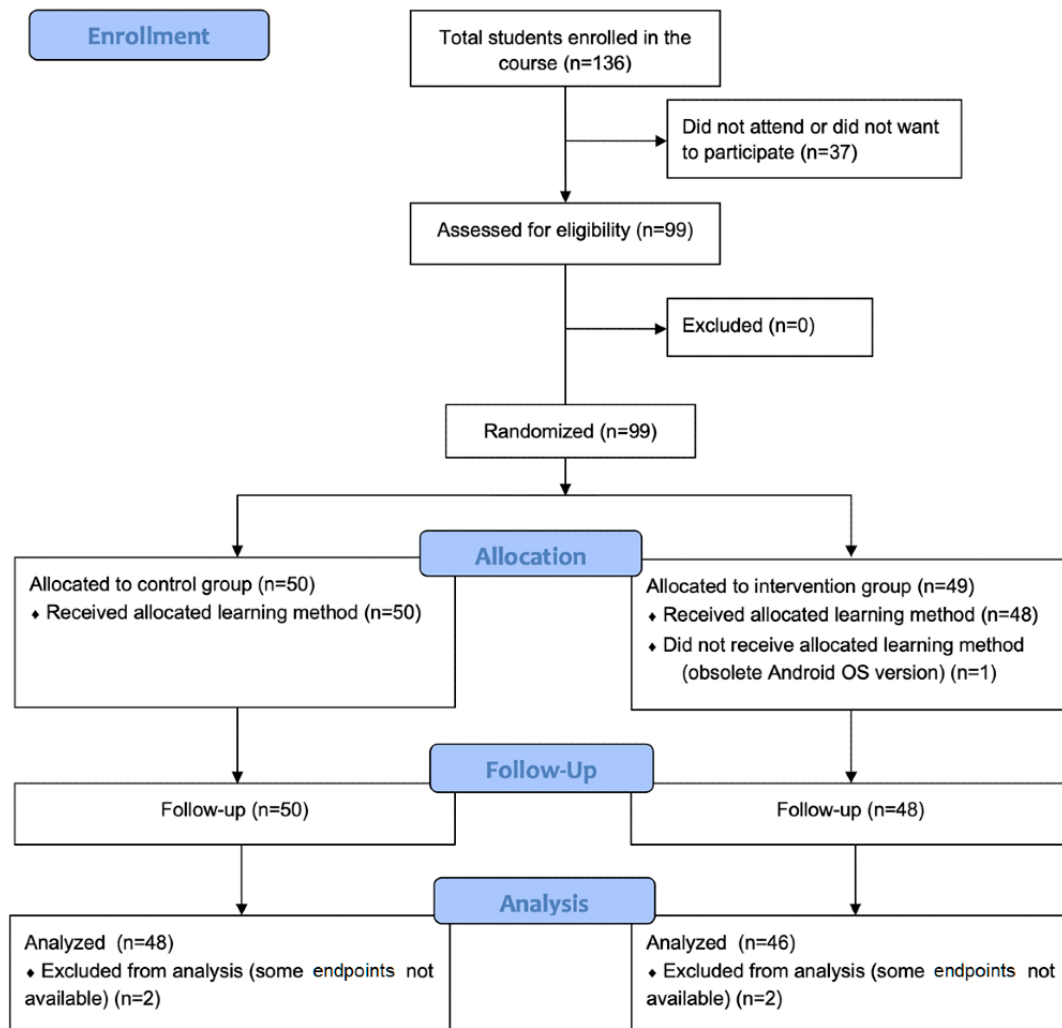 Enrollment
Total students enrolled in the
course (n=136)
Did not attend or did not want
to participate (n=37)
Assessed for eligibility (n=99)
Excluded (n=0)
Randomized (n=99)
Allocation
Allocated to control group (n=50)
♦ Received allocated learning method (n=50)
Allocated to intervention group (n=49)
♦ Received allocated learning method (n=48)
♦ Did not receive allocated learning method
(obsolete Android OS version) (n=1)
Follow-Up
Follow-up (n=50)
Follow-up (n=48)
Analysis
Analyzed (n=48)
♦ Excluded from analysis (some endpoints not
available) (n=2)
Analyzed (n=46)
♦ Excluded from analysis (some endpoints not
available) (n=2)